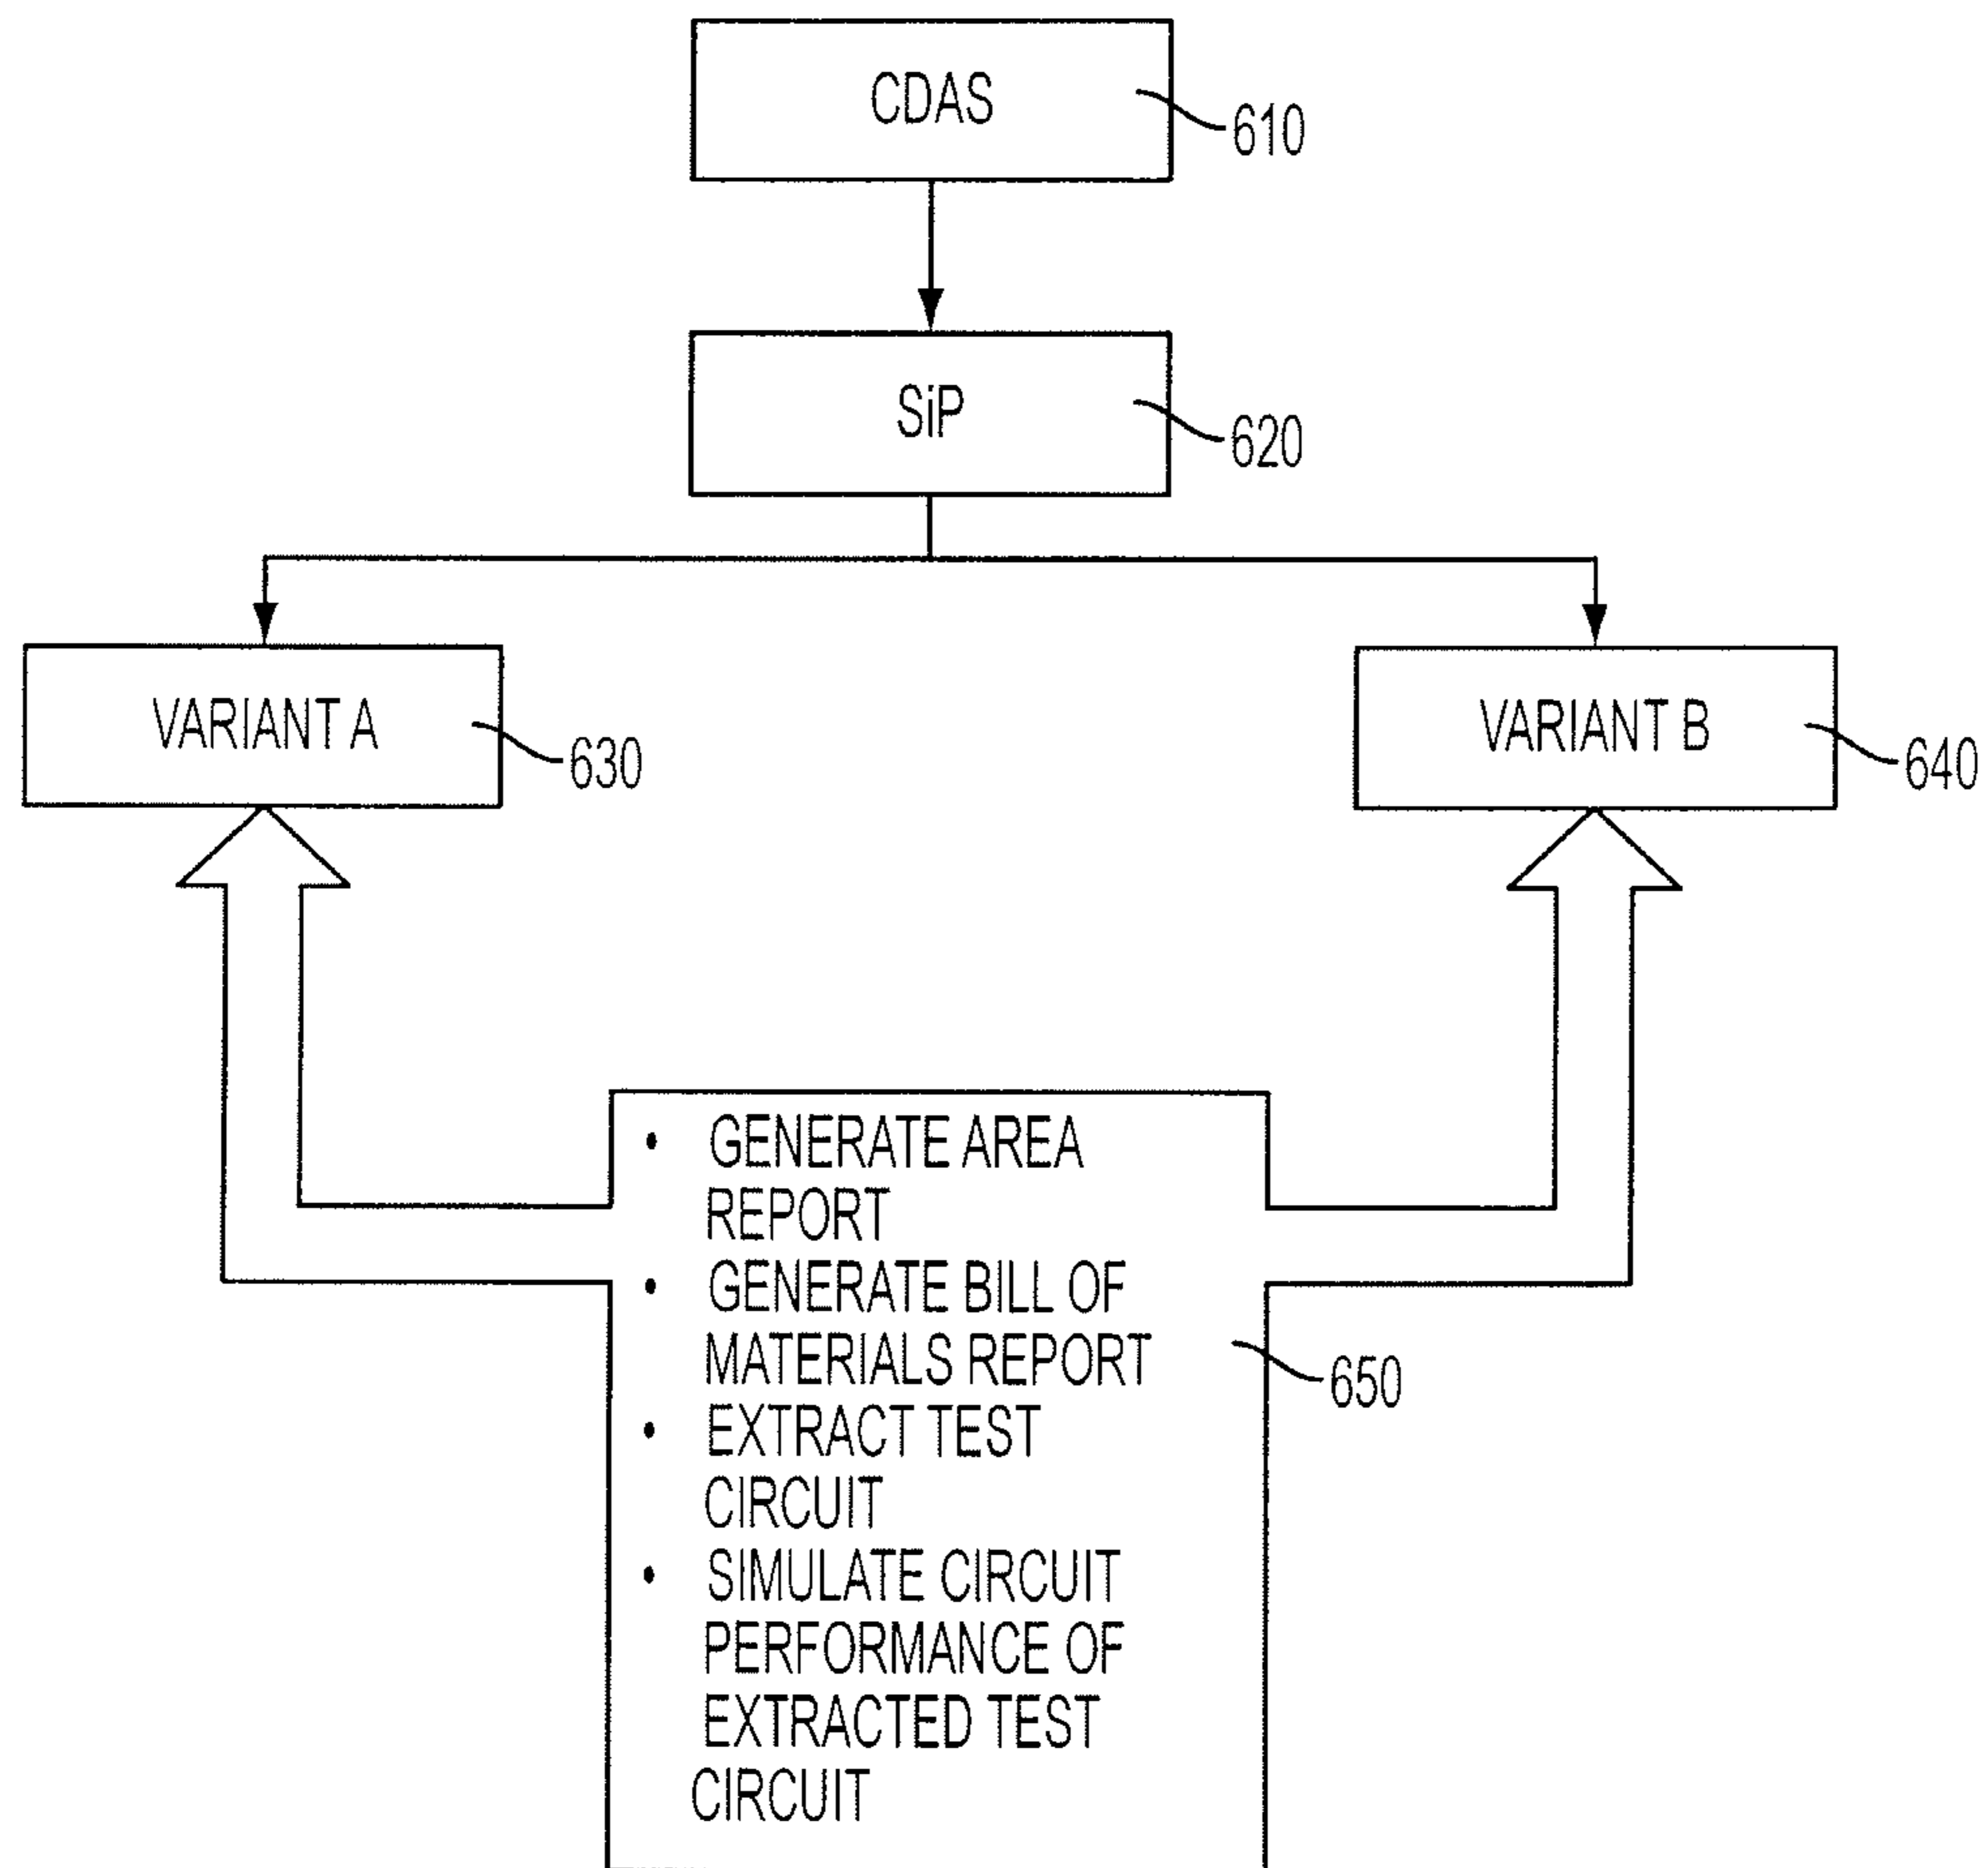 CDAS
610
SiP
620
VARIANT A
630
VARIANT B
640
• GENERATE AREA
REPORT
• GENERATE BILL OF
MATERIALS REPORT
650
• EXTRACT TEST
CIRCUIT
• SIMULATE CIRCUIT
PERFORMANCE OF
EXTRACTED TEST
CIRCUIT